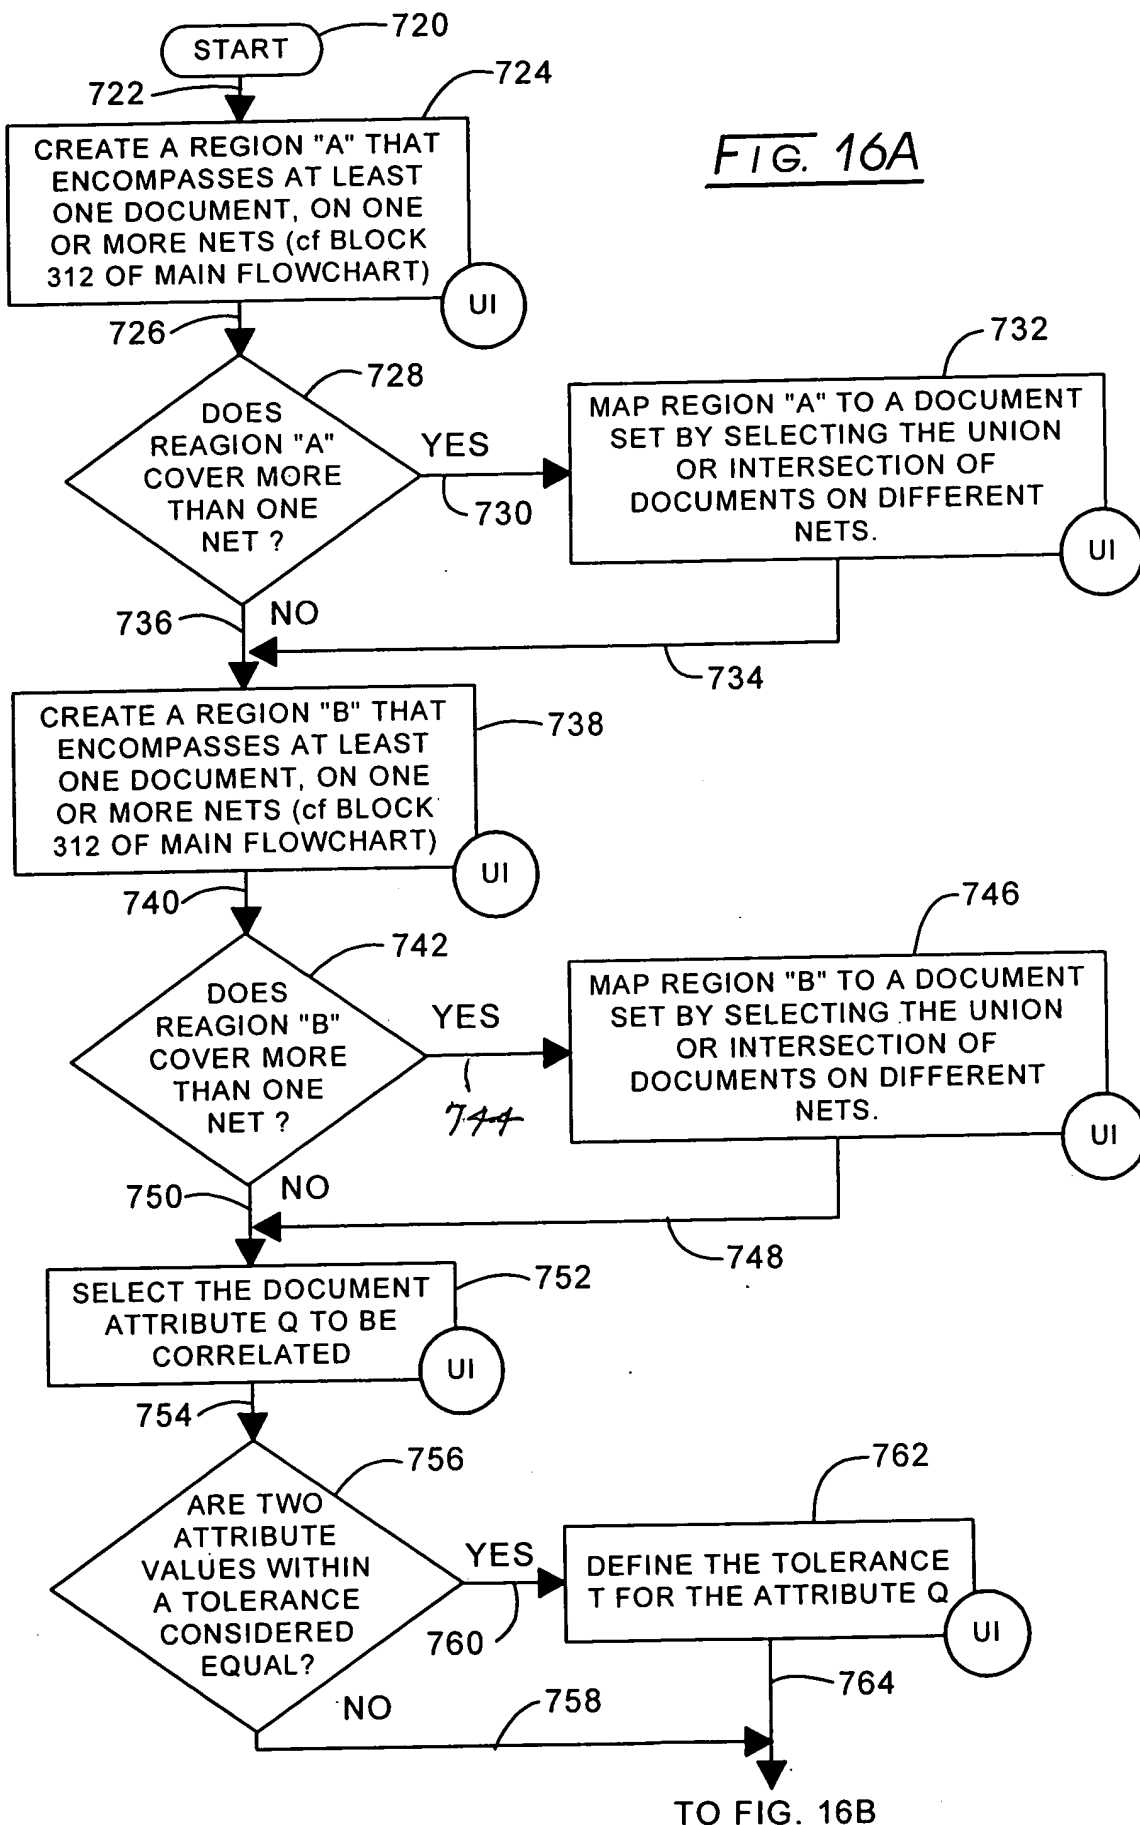 720
START
722
724
CREATE A REGION "A" THAT
ENCOMPASSES AT LEAST
ONE DOCUMENT, ON ONE
OR MORE NETS (cf BLOCK
312 OF MAIN FLOWCHART)
UI
FIG. 16A
726
728
DOES
REAGION "A"
COVER MORE
THAN ONE
NET ?
YES
730
732
MAP REGION "A" TO A DOCUMENT
SET BY SELECTING THE UNION
OR INTERSECTION OF
DOCUMENTS ON DIFFERENT
NETS.
UI
736
NO
734
CREATE A REGION "B" THAT
ENCOMPASSES AT LEAST
ONE DOCUMENT, ON ONE
OR MORE NETS (cf BLOCK
312 OF MAIN FLOWCHART)
738
UI
740
742
DOES
REAGION "B"
COVER MORE
THAN ONE
NET ?
YES
744
746
MAP REGION "B" TO A DOCUMENT
SET BY SELECTING THE UNION
OR INTERSECTION OF
DOCUMENTS ON DIFFERENT
NETS.
UI
750
NO
748
SELECT THE DOCUMENT
ATTRIBUTE Q TO BE
CORRELATED
752
UI
754
756
ARE TWO
ATTRIBUTE
VALUES WITHIN
A TOLERANCE
CONSIDERED
EQUAL?
YES
760
762
DEFINE THE TOLERANCE
T FOR THE ATTRIBUTE Q
UI
NO
758
764
TO FIG. 16B